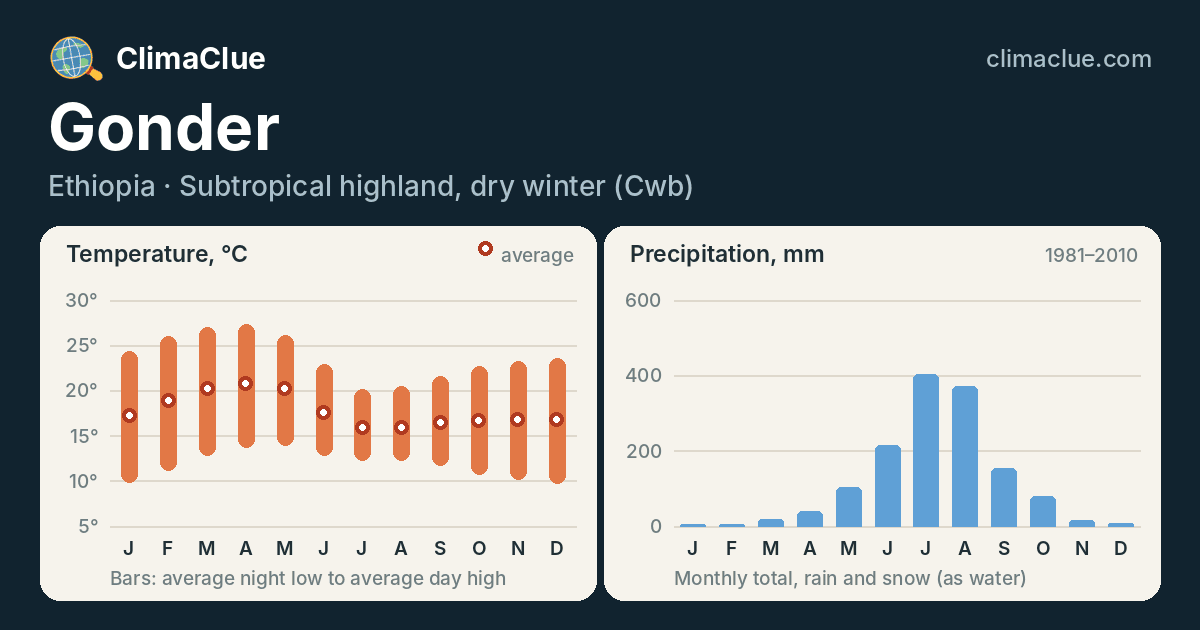 ClimaClue
climaclue.com
Gonder
Ethiopia · Subtropical highland, dry winter (Cwb)
Temperature, °C
average
30°
25°
20°
15°
10°
5°
J F M A M J J A S O N D
Bars: average night low to average day high
Precipitation, mm
1981–2010
600
400
200
0
J F M A M J J A S O N D
Monthly total, rain and snow (as water)